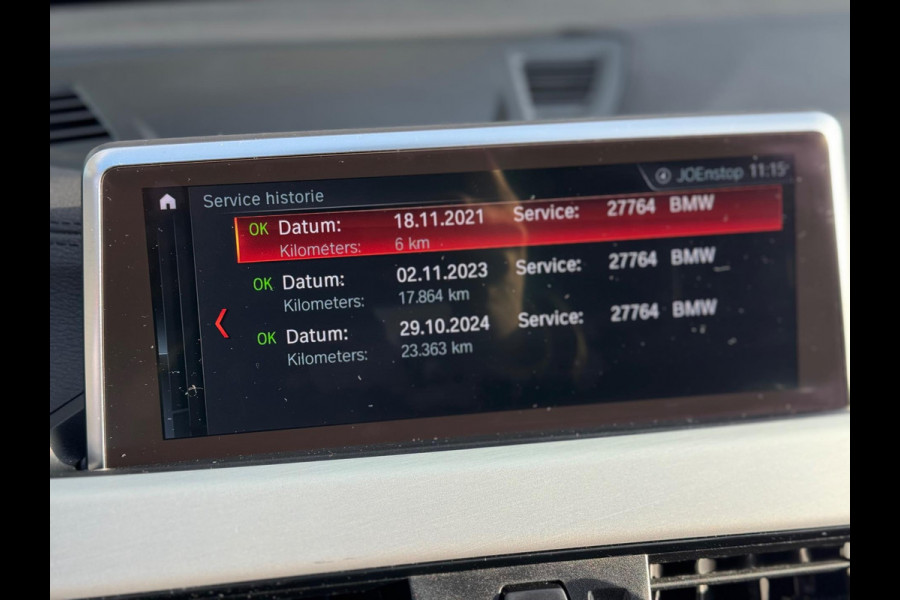 JOEnstop 11:15
Service historie
OK Datum: 18.11.2021 Service: 27764 BMW
Kilometers: 6 km
OK Datum: 02.11.2023 Service: 27764 BMW
Kilometers: 17.864 km
OK Datum: 29.10.2024 Service: 27764 BMW
Kilometers: 23.363 km